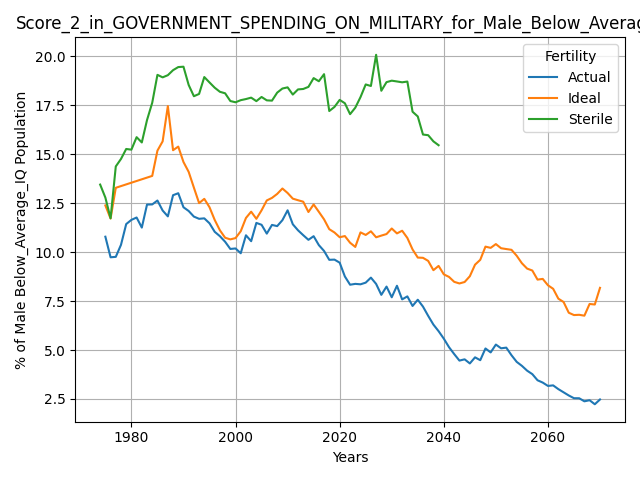 Score_2_in_GOVERNMENT_SPENDING_ON_MILITARY_for_Male_Below_Avera
Fertility
Actual
Ideal
Sterile
20.0
17.5
15.0
12.5
10.0
7.5
5.0
2.5
% of Male Below_Average_IQ Population
1980
2000
2020
2040
2060
Years